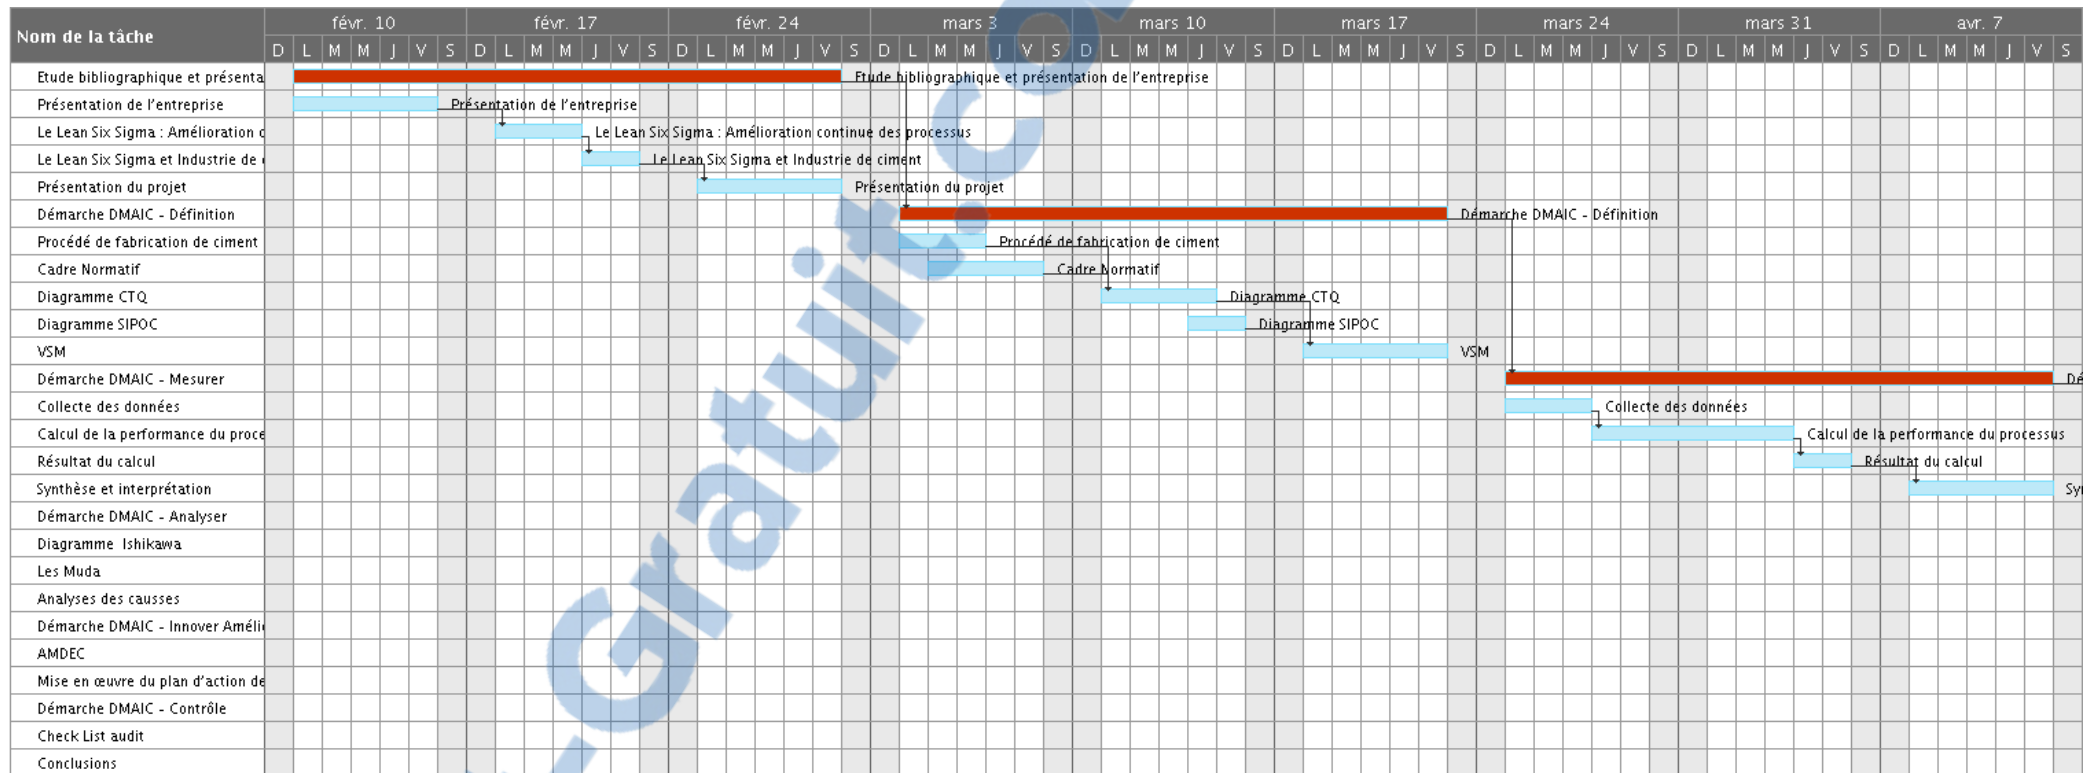 Nom de la tâche
févr. 10 févr. 17 févr. 24 mars 3 mars 10 mars 17 mars 24 mars 31 avr. 7
D L M M J V S D L M M J V S D L M M J V S D L M M J V S D L M M J V S D L M M J V S D L M M J V S D L M M J V S D L M M J V S
Etude bibliographique et présenta Etude bibliographique et présentation de l'entreprise
Présentation de l'entreprise Présentation de l'entreprise
Le Lean Six Sigma : Amélioration c Le Lean Six Sigma : Amélioration continue des processus
Le Lean Six Sigma et Industrie de Le Lean Six Sigma et Industrie de ciment
Présentation du projet Présentation du projet
Démarche DMAIC - Définition Démarche DMAIC - Définition
Procédé de fabrication de ciment Procédé de fabrication de ciment
Cadre Normatif Cadre Normatif
Diagramme CTQ Diagramme CTQ
Diagramme SIPOC Diagramme SIPOC
VSM VSM
Démarche DMAIC - Mesurer Dé
Collecte des données Collecte des données
Calcul de la performance du proce Calcul de la performance du processus
Résultat du calcul Résultat du calcul
Synthèse et interprétation Syn
Démarche DMAIC - Analyser
Diagramme Ishikawa
Les Muda
Analyses des causses
Démarche DMAIC - Innover Améli
AMDEC
Mise en œuvre du plan d'action de
Démarche DMAIC - Contrôle
Check List audit
Conclusions
-Gratuit.co